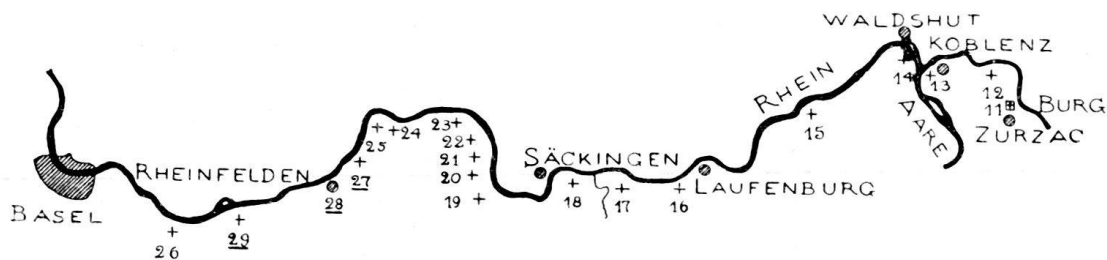 WALDSHUT
KOBLENZ
14
13
12
11
BURG
ZURZAC
AARE
RHEIN
15
SÄCKINGEN
LAUFENBURG
16
17
18
19
20
21
22
23
24
25
RHEINFELDEN
27
28
29
26
BASEL